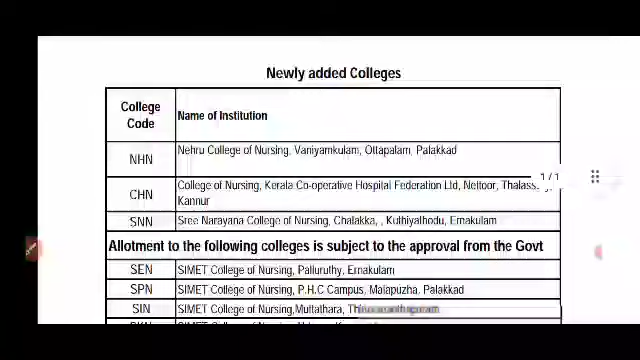 Newly added Colleges
College Code
Name of Institution
NHN
Nehru College of Nursing, Vaniyamkulam, Ottapalam, Palakkad
1/1
CHN
College of Nursing, Kerala Co-operative Hospital Federation Ltd, Nettoor,
Kannur
SNN
Sree Narayana College of Nursing, Chalakka, , Kuthiyathodu, Ernakulam
Allotment to the following colleges is subject to the approval from the Govt
SEN
SIMET College of Nursing, Palluruthy, Ernakulam
SPN
SIMET College of Nursing, P.H.C Campus, Malapuzha, Palakkad
SIN
SIMET College of Nursing,Muttathara,